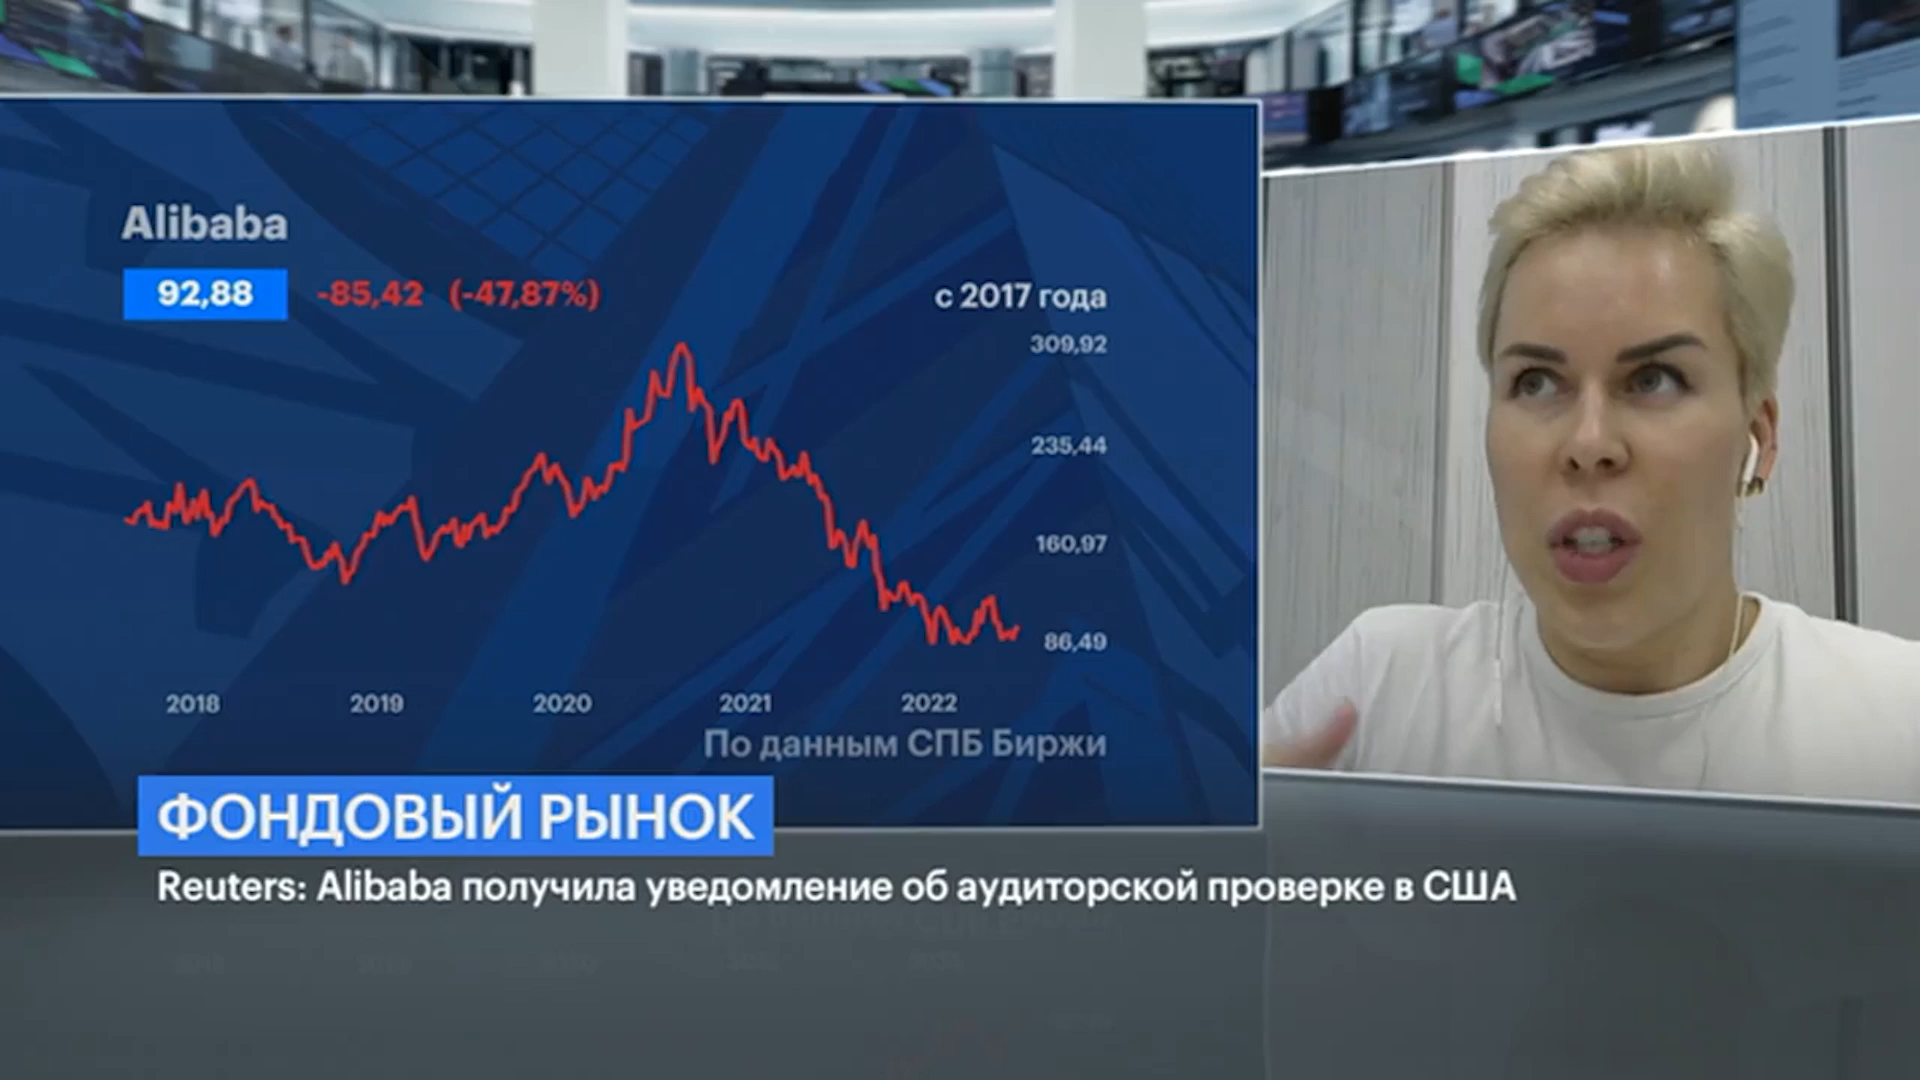 Alibaba
92,88 -85,42 (-47,87%)
с 2017 года
309,92
235,44
160,97
86,49
2018 2019 2020 2021 2022
По данным СПБ Биржи
ФОНДОВЫЙ РЫНОК
Reuters: Alibaba получила уведомление об аудиторской проверке в США